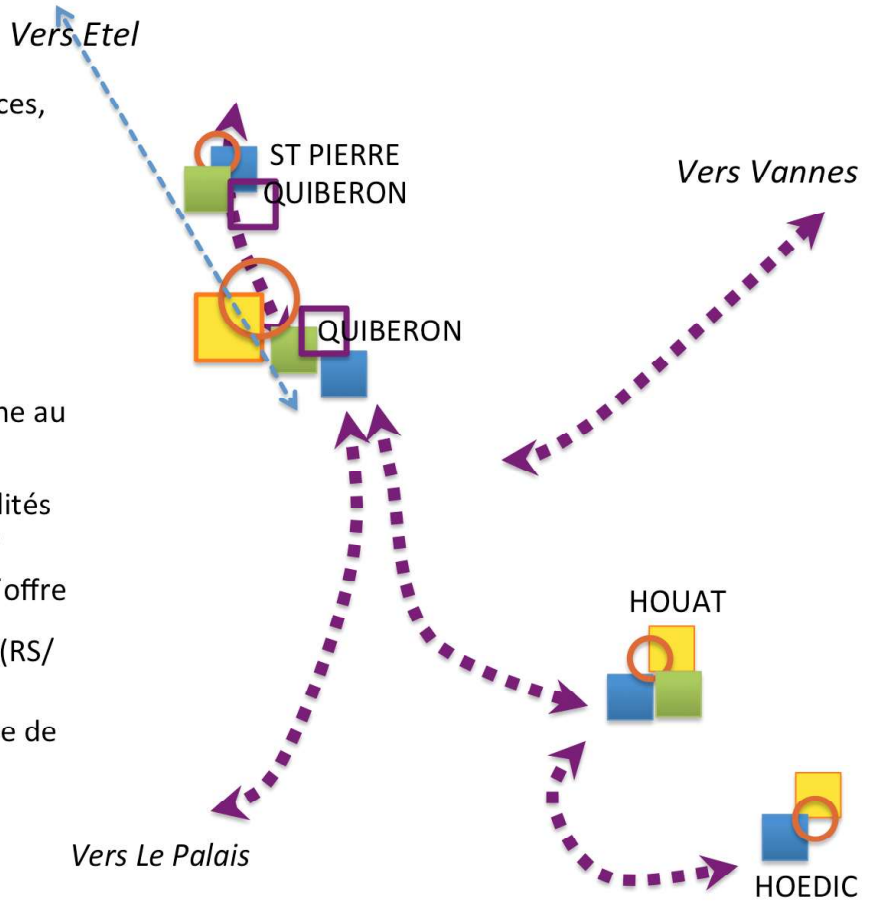 Vers Etel
ces,
ST PIERRE
QUIBERON
Vers Vannes
QUIBERON
ne au
lités
offre
HOUAT
(RS/
e de
Vers Le Palais
HOEDIC